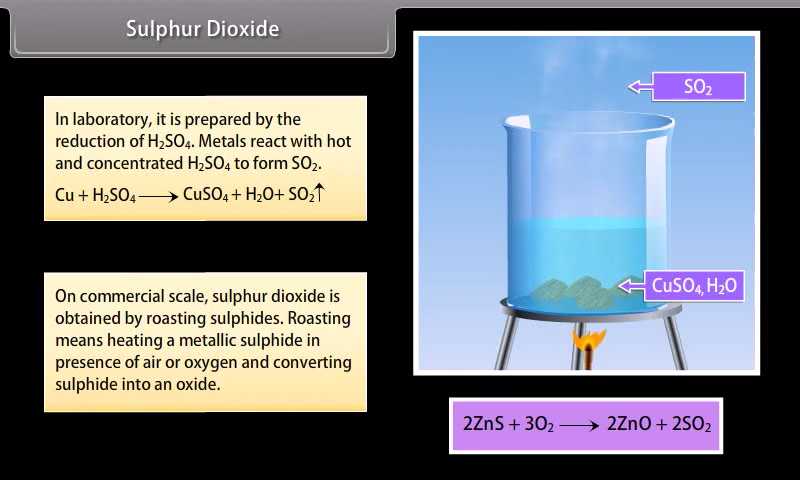 Sulphur Dioxide
In laboratory, it is prepared by the
reduction of H₂SO₄. Metals react with hot
and concentrated H₂SO₄ to form SO₂.
Cu + H₂SO₄ ⟶ CuSO₄ + H₂O+ SO₂↑
On commercial scale, sulphur dioxide is
obtained by roasting sulphides. Roasting
means heating a metallic sulphide in
presence of air or oxygen and converting
sulphide into an oxide.
SO₂
CuSO₄, H₂O
2ZnS + 3O₂ ⟶ 2ZnO + 2SO₂